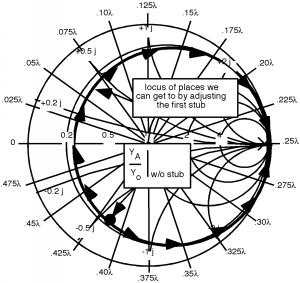 .125λ
.10λ
.15λ
.075λ
.175λ
+1 j
+0.5 j
+2 j
.05λ
.20λ
locus of places we
can get to by adjusting
the first stub
.025λ
+0.2 j
.225λ
0
0.2
0.5
2
4
.25λ
Y_A
Y_o
w/o stub
.475λ
-0.2 j
.275λ
.45λ
-0.5 j
.30λ
.425λ
-1 j
.325λ
.40λ
.35λ
.375λ